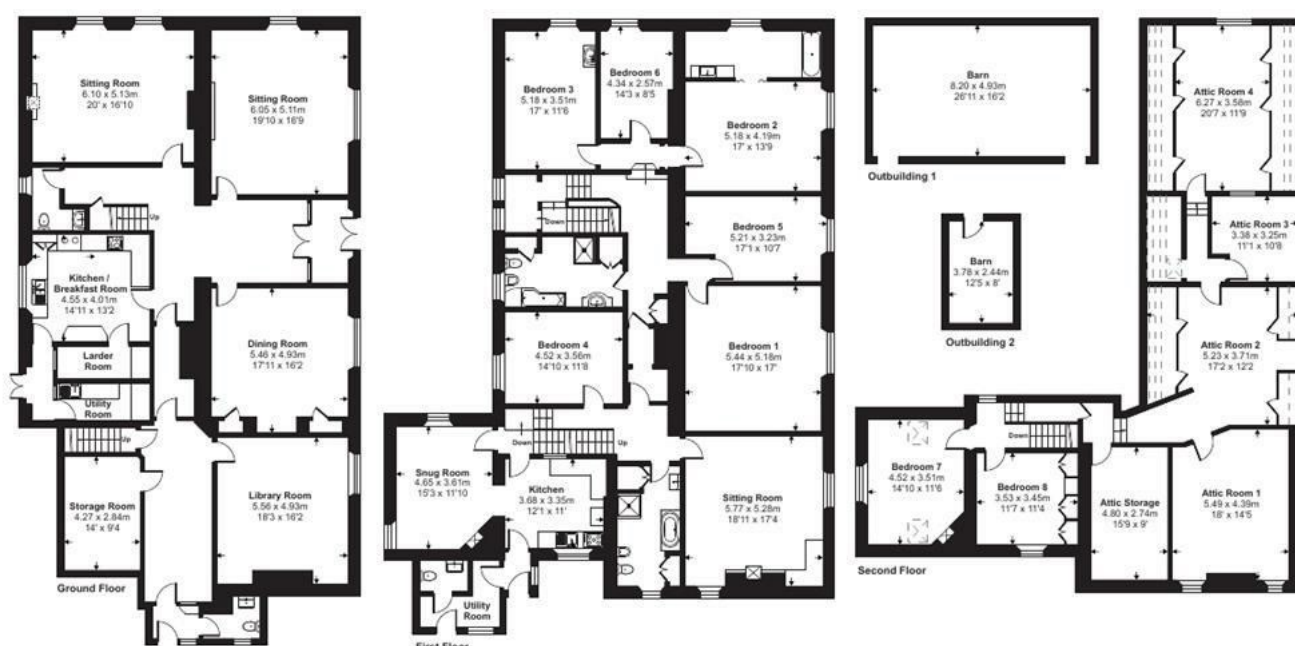 Sitting Room
6.10 x 5.13m
20' x 16'10
Sitting Room
6.05 x 5.11m
19'10 x 16'9
Up
Kitchen /
Breakfast Room
4.55 x 4.01m
14'11 x 13'2
Larder
Room
Utility
Room
Dining Room
5.46 x 4.93m
17'11 x 16'2
Up
Storage Room
4.27 x 2.84m
14' x 9'4
Library Room
5.56 x 4.93m
18'3 x 16'2
Ground Floor
Bedroom 3
5.18 x 3.51m
17' x 11'6
Bedroom 6
4.34 x 2.57m
14'3 x 8'5
Bedroom 2
5.18 x 4.19m
17' x 13'9
Down
Bedroom 5
5.21 x 3.23m
17'1 x 10'7
Bedroom 4
4.52 x 3.56m
14'10 x 11'8
Bedroom 1
5.44 x 5.18m
17'10 x 17'
Down
Up
Snug Room
4.65 x 3.61m
15'3 x 11'10
Kitchen
3.68 x 3.35m
12'1 x 11'
Sitting Room
5.77 x 5.28m
18'11 x 17'4
Utility
Room
First Floor
Barn
8.20 x 4.93m
26'11 x 16'2
Outbuilding 1
Barn
3.78 x 2.44m
12'5 x 8'
Outbuilding 2
Attic Room 4
6.27 x 3.58m
20'7 x 11'9
Attic Room 3
3.38 x 3.25m
11'1 x 10'8
Attic Room 2
5.23 x 3.71m
17'2 x 12'2
Down
Bedroom 7
4.52 x 3.51m
14'10 x 11'6
Bedroom 8
3.53 x 3.45m
11'7 x 11'4
Attic Storage
4.80 x 2.74m
15'9 x 9'
Attic Room 1
5.49 x 4.39m
18' x 14'5
Second Floor